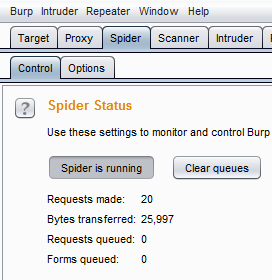 Burp Intruder Repeater Window Help
Target Proxy Spider Scanner Intruder
Control Options
? Spider Status
Use these settings to monitor and control Burp
Spider is running Clear queues
Requests made: 20
Bytes transferred: 25,997
Requests queued: 0
Forms queued: 0